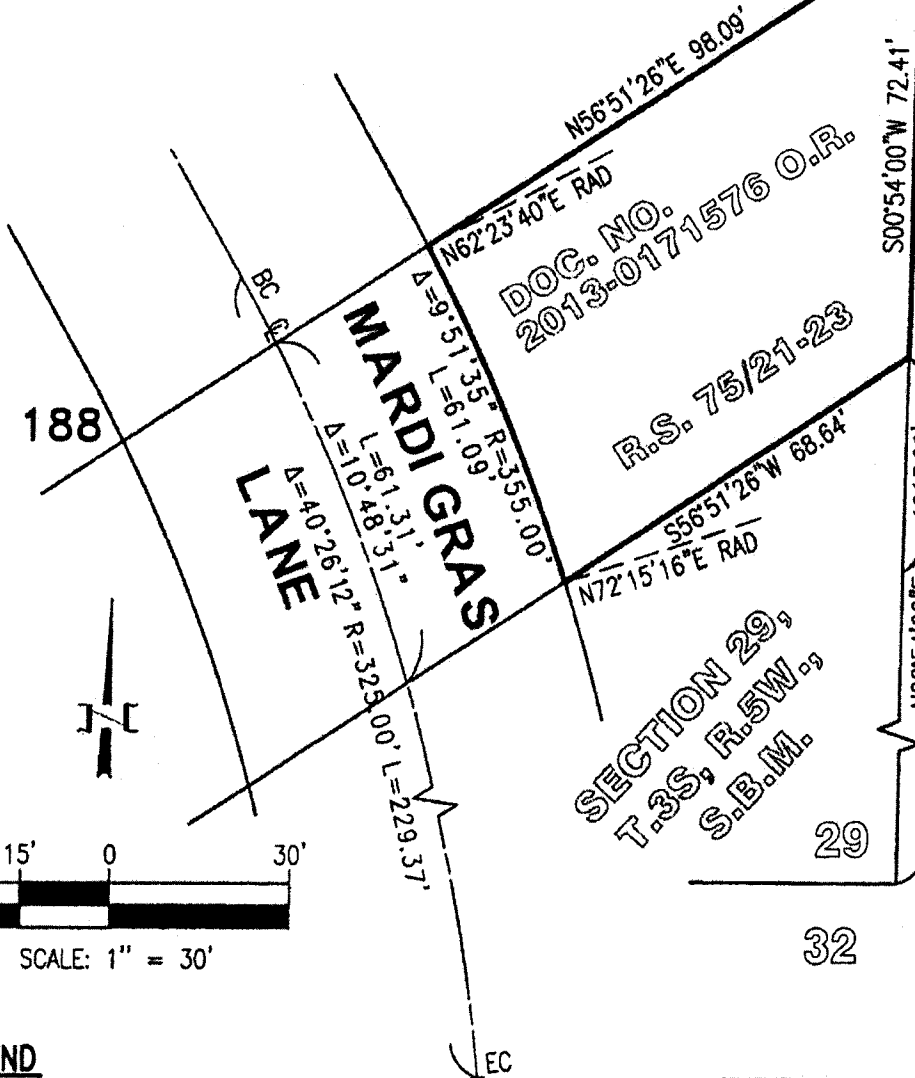 N56°51'26"E 98.09'
S00°54'00"W 72.41'
N62°23'40"E RAD
DOC. NO.
2013-0171576 O.R.
R.S. 75/21-23
BC
℄
Δ=9°51'35" R=355.00'
L=61.09'
MARDI GRAS
LANE
188
L=61.31'
Δ=10°48'31"
Δ=40°26'12" R=325.00' L=229.37'
S56°51'26"W 68.64'
N72°15'16"E RAD
SECTION 29,
T.3S, R.5W.,
S.B.M.
29
32
15' 0 30'
SCALE: 1" = 30'
EC
ND